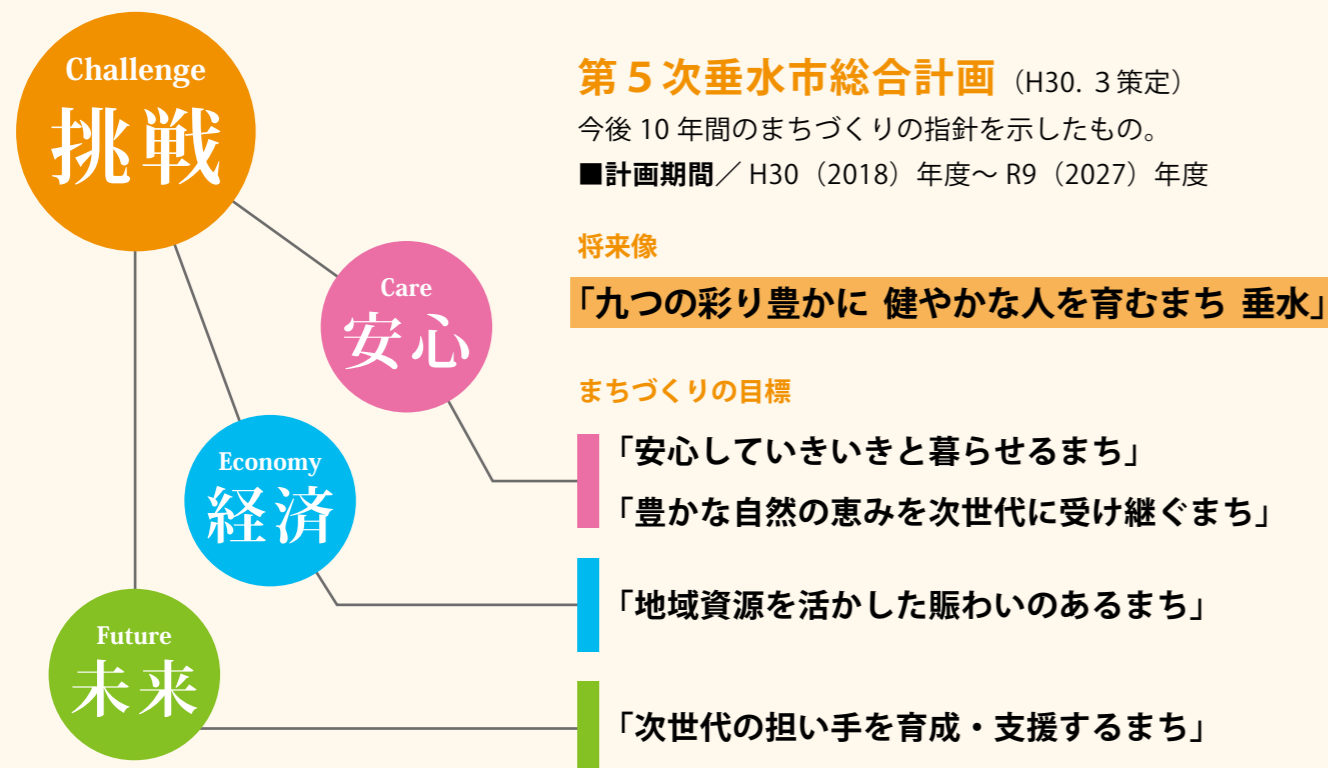 Challenge
挑戦
Care
安心
Economy
経済
Future
未来
第5次垂水市総合計画（H30. 3策定）
今後 10 年間のまちづくりの指針を示したもの。
■計画期間／ H30（2018）年度〜 R9（2027）年度
将来像
「九つの彩り豊かに 健やかな人を育むまち 垂水」
まちづくりの目標
「安心していきいきと暮らせるまち」
「豊かな自然の恵みを次世代に受け継ぐまち」
「地域資源を活かした賑わいのあるまち」
「次世代の担い手を育成・支援するまち」